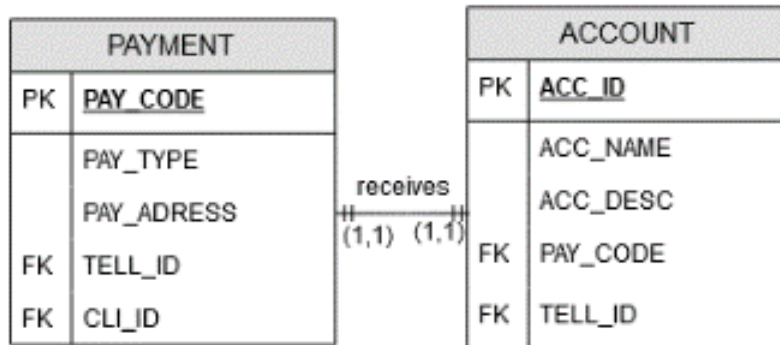 PAYMENT
PK PAY_CODE
PAY_TYPE
PAY_ADRESS
FK TELL_ID
FK CLI_ID
receives
(1,1) (1,1)
ACCOUNT
PK ACC_ID
ACC_NAME
ACC_DESC
FK PAY_CODE
FK TELL_ID